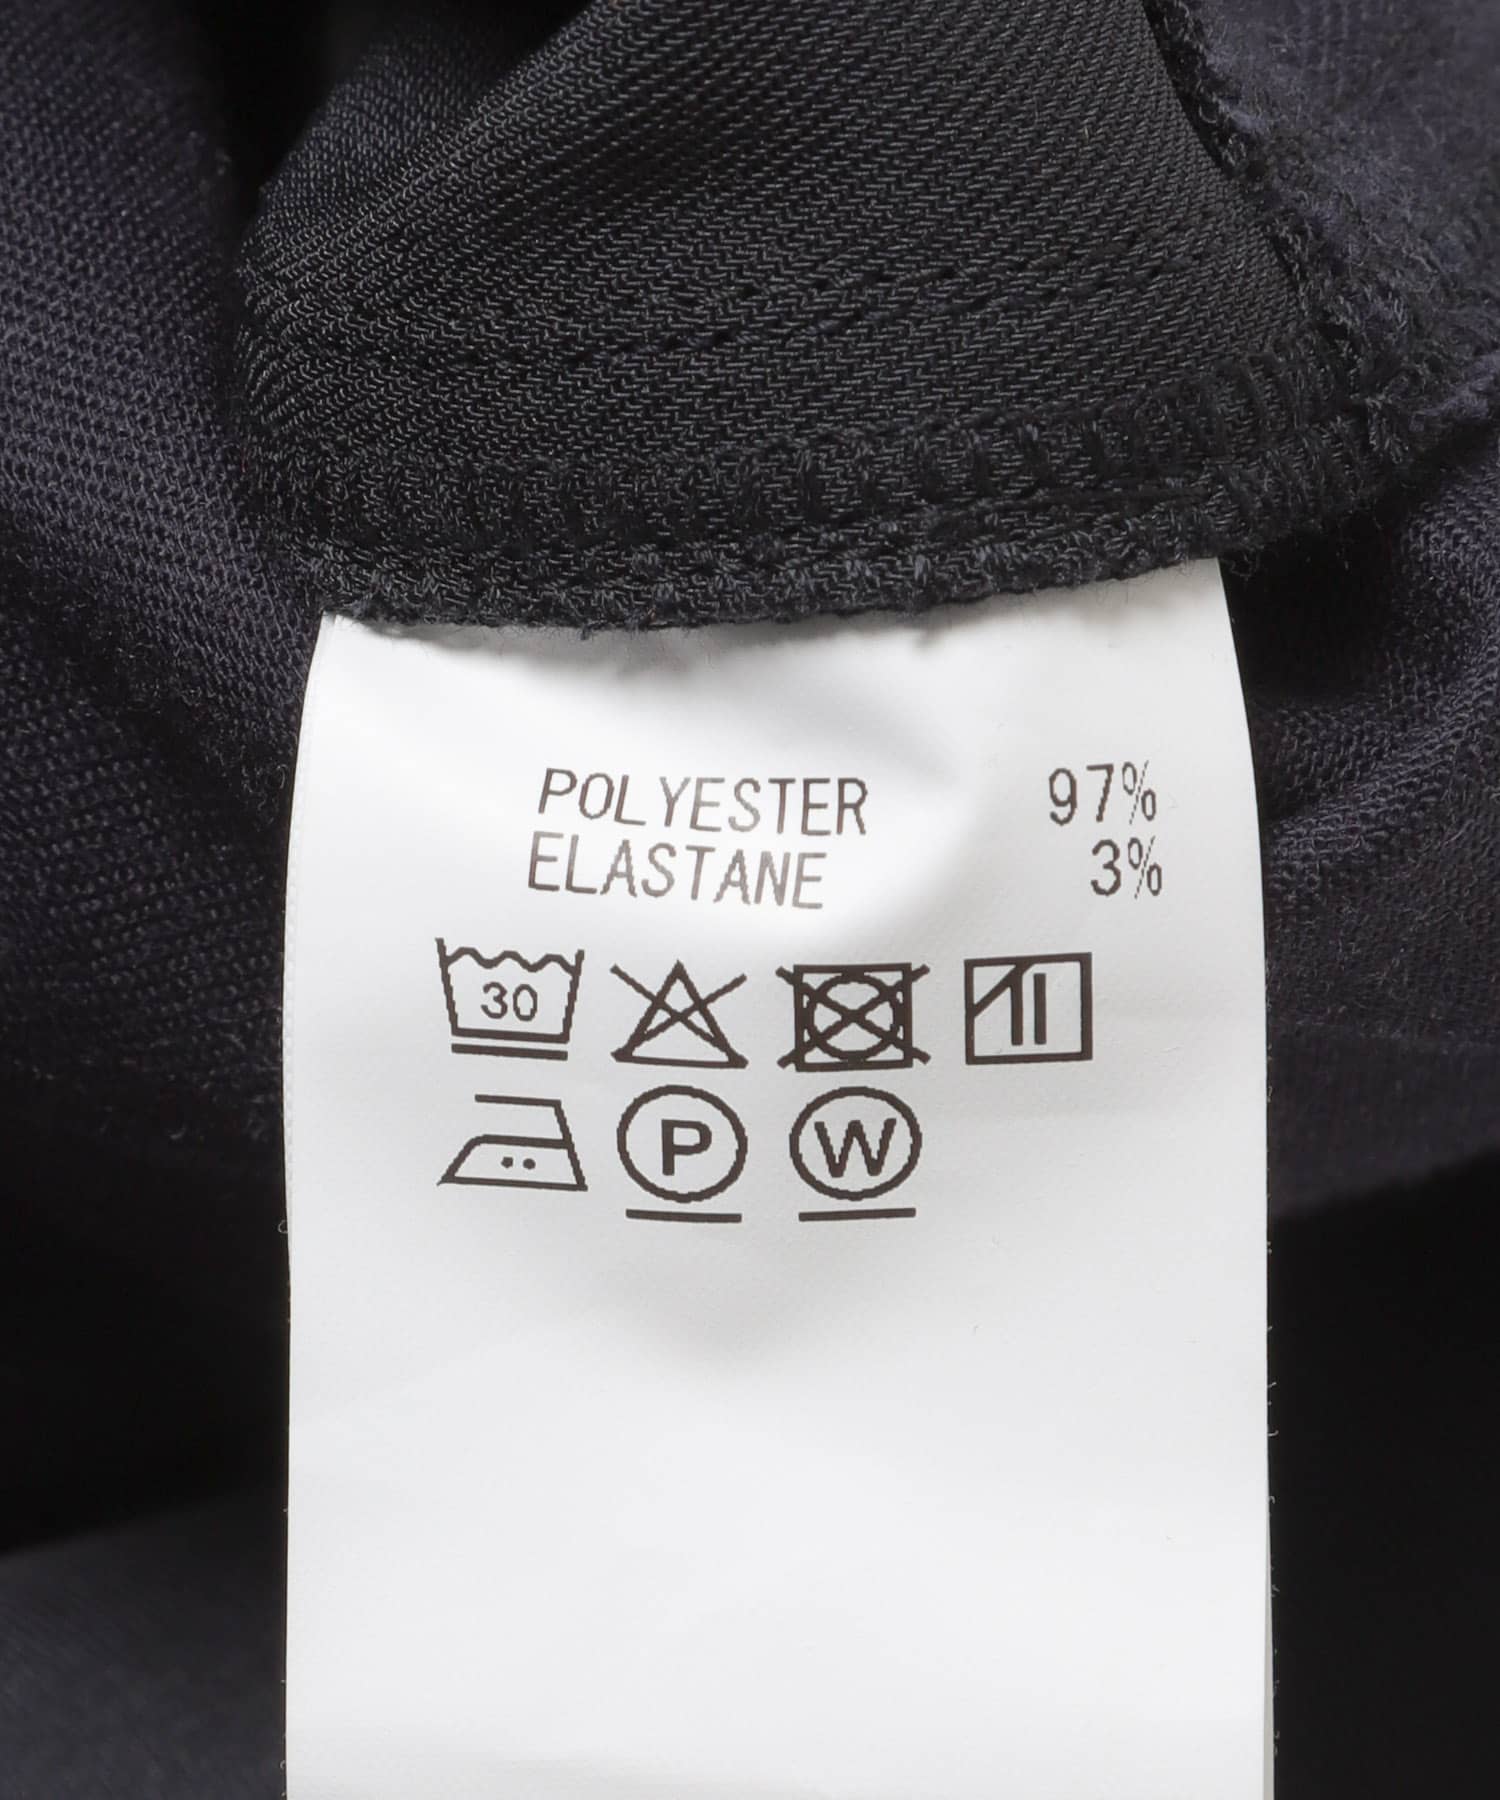 POLYESTER 97%
ELASTANE 3%
30
P W